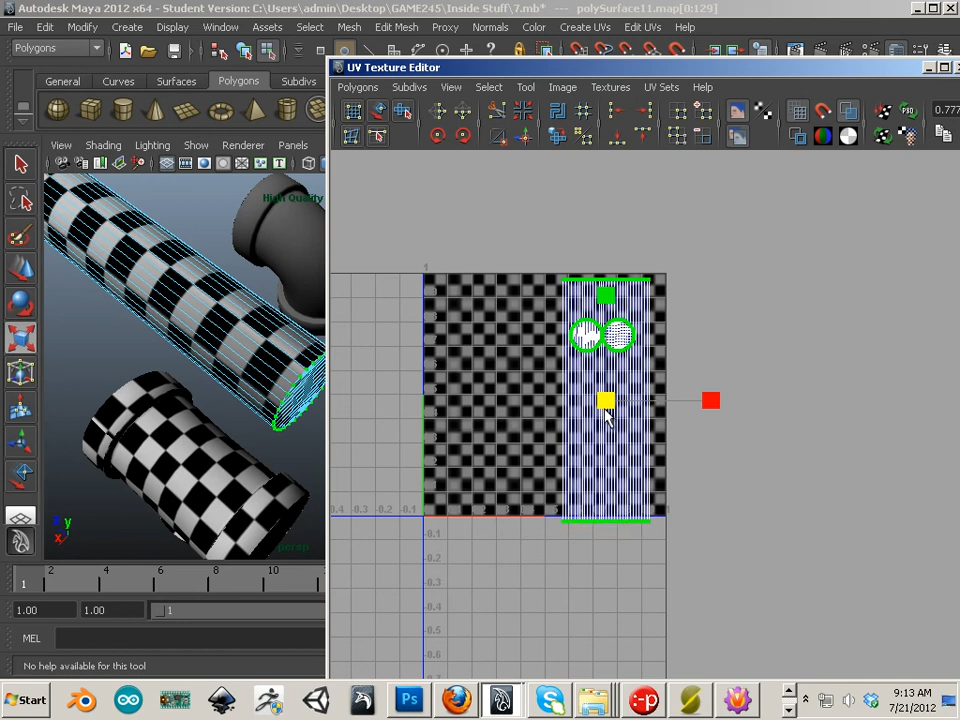 Autodesk Maya 2012 x64 - Student Version: C:\Users\admin\Desktop\GAME245\Inside Stuff\7.mb* --- polySurface11.map[0:129]
File Edit Modify Create Display Window Assets Select Mesh Edit Mesh Proxy Normals Color Create UVs Edit UVs Help
Polygons
UV Texture Editor
General Curves Surfaces Polygons Subdivs
Polygons Subdivs View Select Tool Image Textures UV Sets Help
0.777
View Shading Lighting Show Renderer Panels
High Quality
1
-0.4 -0.3 -0.2 -0.1
-0.1
-0.2
-0.3
-0.4
-0.5
-0.6
y
x
persp
2 4 6 8 10
1
1.00 1.00 1
MEL
No help available for this tool
Start
Ps
9:13 AM
7/21/2012